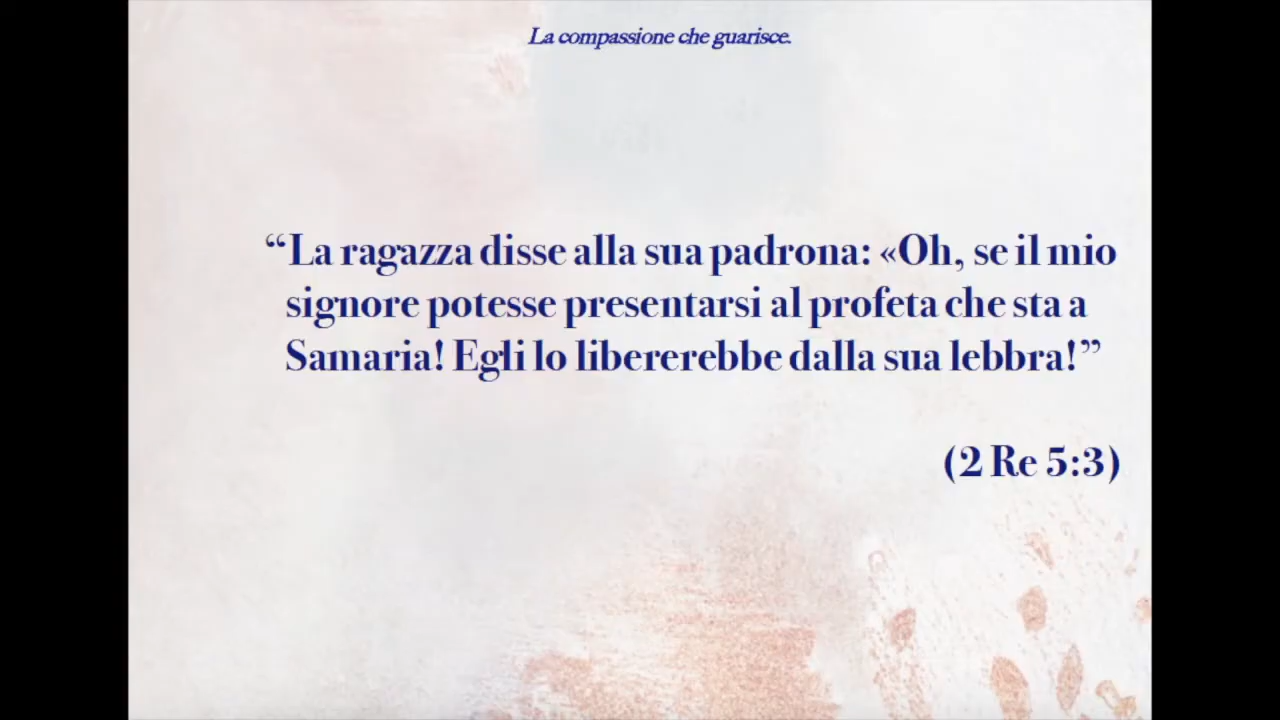 La compassione che guarisce.
“La ragazza disse alla sua padrona: «Oh, se il mio
signore potesse presentarsi al profeta che sta a
Samaria! Egli lo libererebbe dalla sua lebbra!”
(2 Re 5:3)